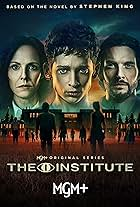 BASED ON THE NOVEL BY STEPHEN KING
MGM+ ORIGINAL SERIES
THE INSTITUTE
MGM+